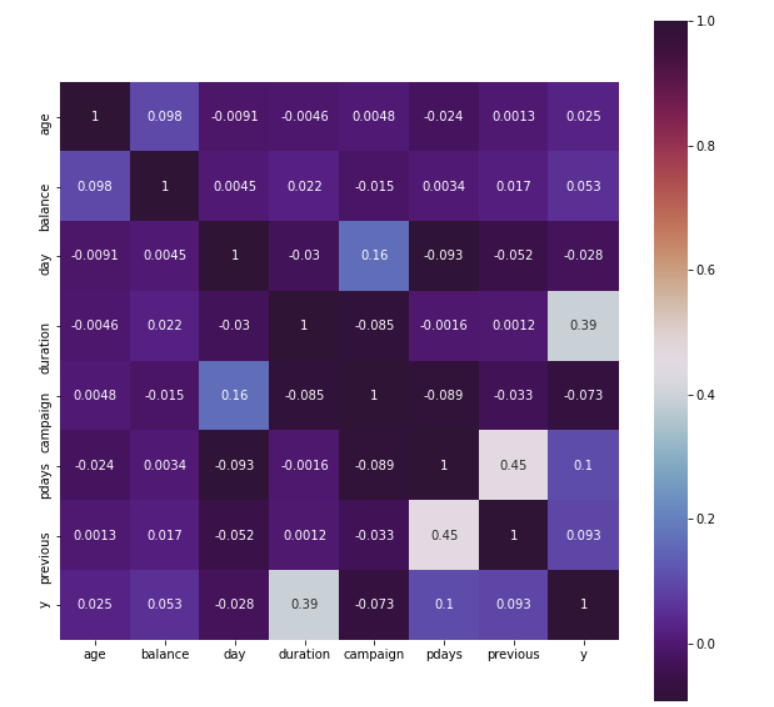 1.0
age 1 0.098 -0.0091 -0.0046 0.0048 -0.024 0.0013 0.025
0.8
balance 0.098 1 0.0045 0.022 -0.015 0.0034 0.017 0.053
day -0.0091 0.0045 1 -0.03 0.16 -0.093 -0.052 -0.028
0.6
duration -0.0046 0.022 -0.03 1 -0.085 -0.0016 0.0012 0.39
0.4
campaign 0.0048 -0.015 0.16 -0.085 1 -0.089 -0.033 -0.073
pdays -0.024 0.0034 -0.093 -0.0016 -0.089 1 0.45 0.1
0.2
previous 0.0013 0.017 -0.052 0.0012 -0.033 0.45 1 0.093
y 0.025 0.053 -0.028 0.39 -0.073 0.1 0.093 1
0.0
age balance day duration campaign pdays previous y